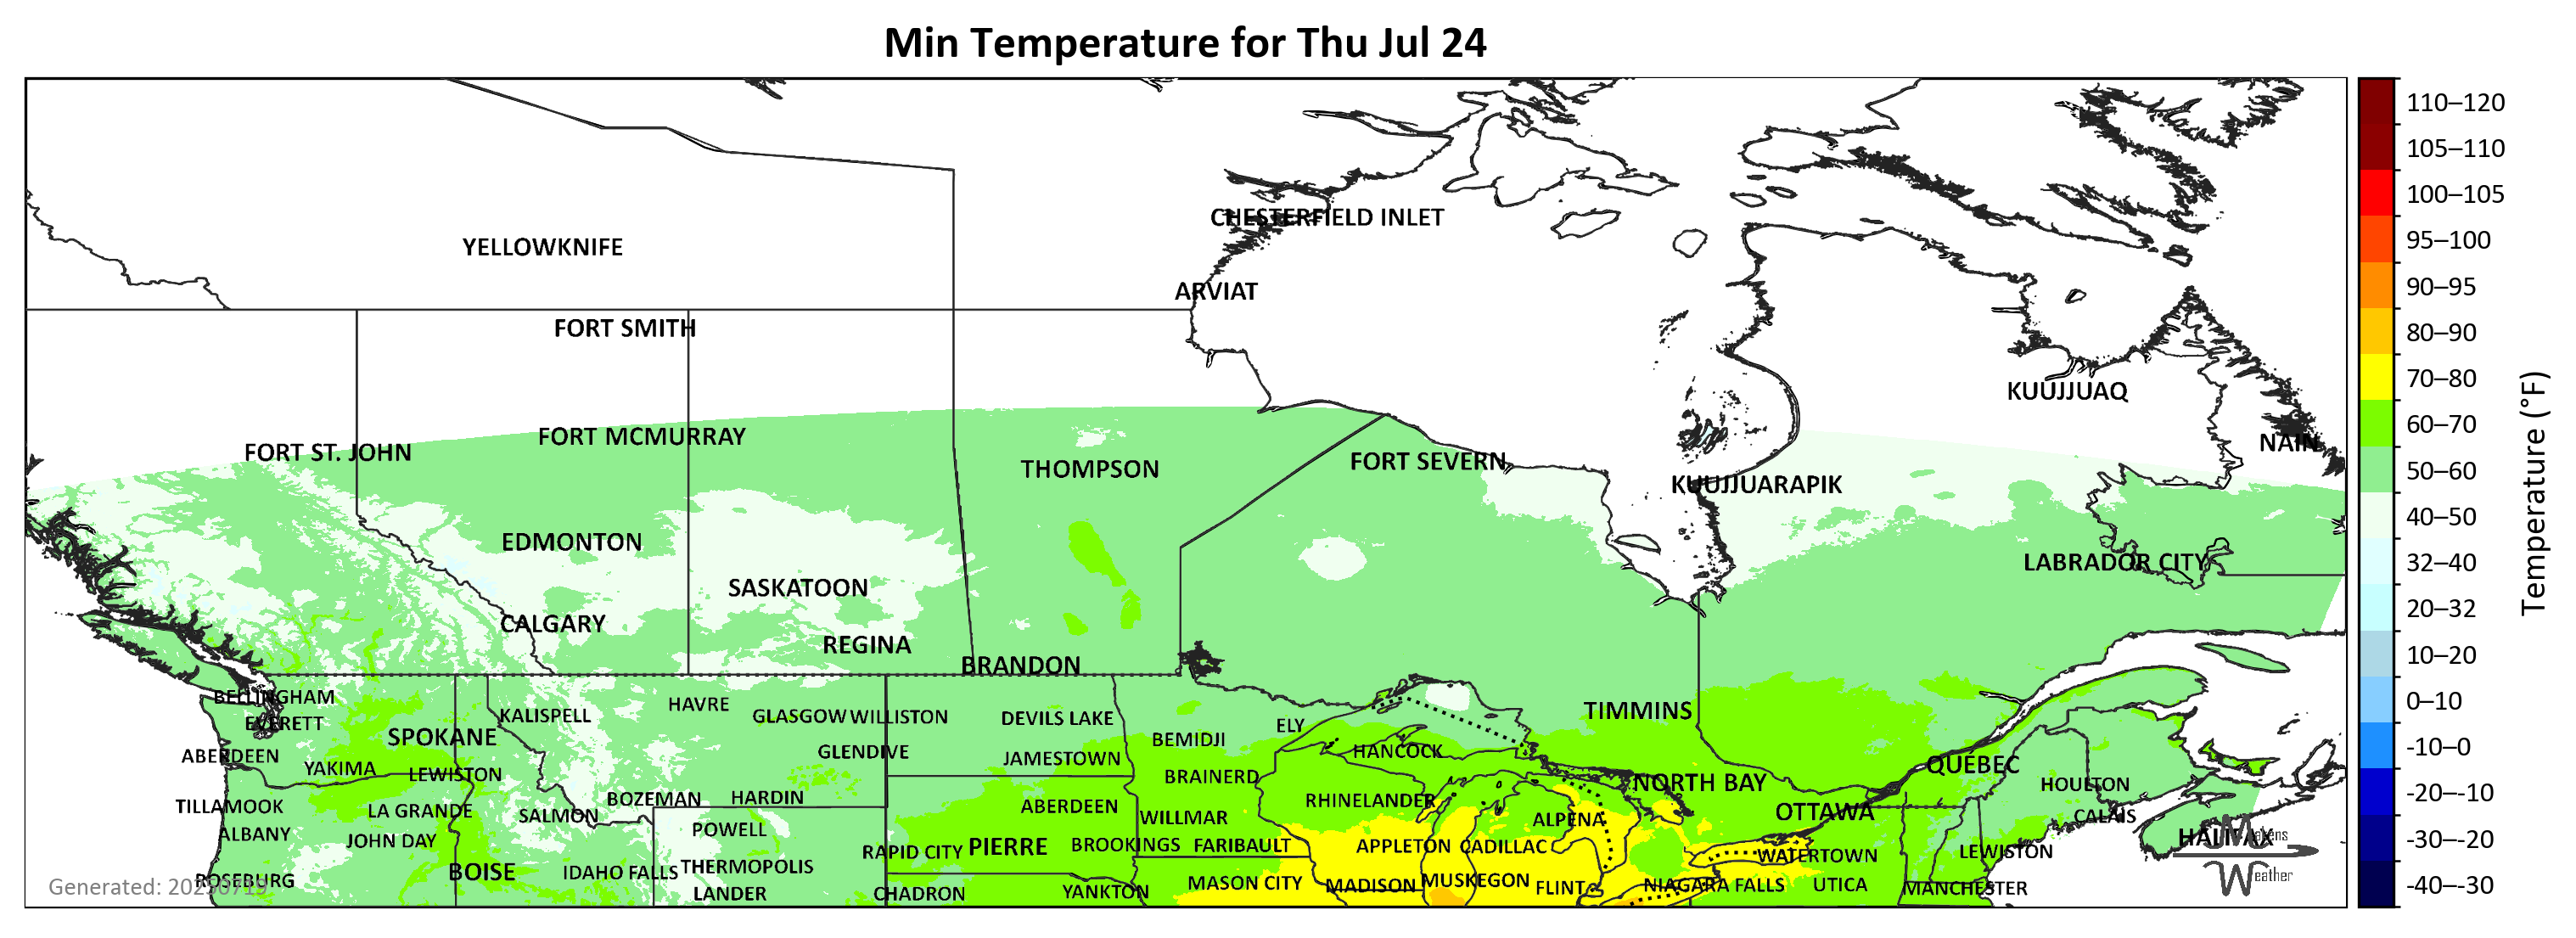 Min Temperature for Thu Jul 24
110–120
105–110
100–105
95–100
90–95
80–90
70–80
60–70
50–60
40–50
32–40
20–32
10–20
0–10
-10–0
-20–-10
-30–-20
-40–-30
Temperature (°F)
CHESTERFIELD INLET
YELLOWKNIFE
ARVIAT
FORT SMITH
KUUJJUAQ
FORT MCMURRAY
NAIN
FORT ST. JOHN
FORT SEVERN
THOMPSON
KUUJJUARAPIK
EDMONTON
LABRADOR CITY
SASKATOON
CALGARY
REGINA
BRANDON
BELLINGHAM
HAVRE
TIMMINS
KALISPELL
GLASGOW
WILLISTON
DEVILS LAKE
EVERETT
ELY
SPOKANE
BEMIDJI
HANCOCK
GLENDIVE
ABERDEEN
JAMESTOWN
QUÉBEC
YAKIMA
LEWISTON
BRAINERD
NORTH BAY
HOULTON
BOZEMAN
HARDIN
RHINELANDER
TILLAMOOK
ABERDEEN
LA GRANDE
OTTAWA
SALMON
WILLMAR
CALAIS
ALPENA
POWELL
ALBANY
HALIFAX
JOHN DAY
PIERRE
BROOKINGS
FARIBAULT
APPLETON
CADILLAC
RAPID CITY
LEWISTON
WATERTOWN
THERMOPOLIS
BOISE
IDAHO FALLS
ROSEBURG
MUSKEGON
MASON CITY
MADISON
NIAGARA FALLS
UTICA
FLINT
MANCHESTER
YANKTON
LANDER
CHADRON
Generated: 20250719
Matens
Weather